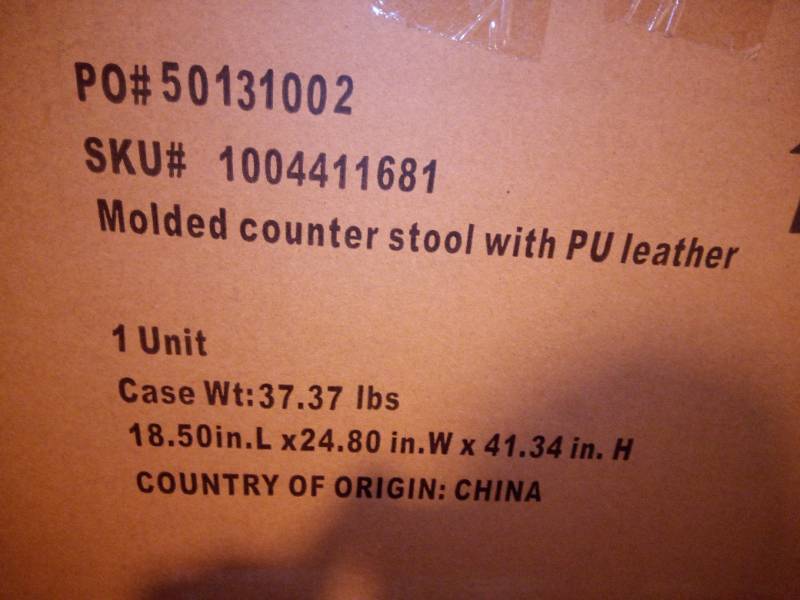 PO# 50131002
SKU# 1004411681
Molded counter stool with PU leather
1 Unit
Case Wt:37.37 lbs
18.50in.L x24.80 in.W x 41.34 in. H
COUNTRY OF ORIGIN: CHINA